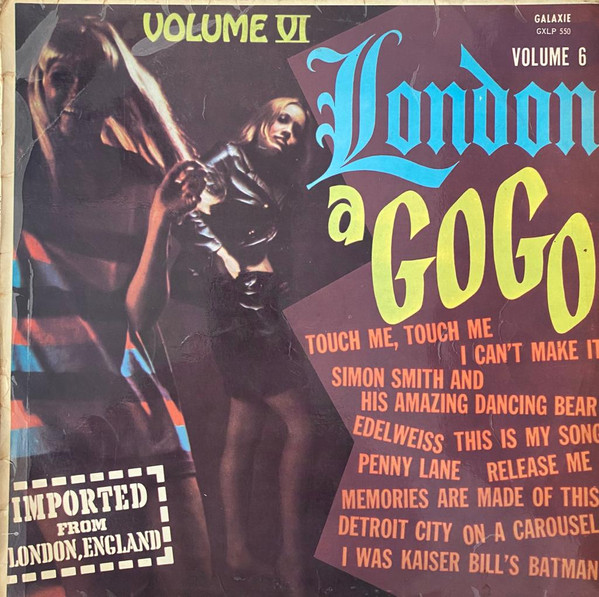 VOLUME VI
GALAXIE
GXLP 550
VOLUME 6
London
a GOGO
TOUCH ME, TOUCH ME
I CAN'T MAKE IT
SIMON SMITH AND
HIS AMAZING DANCING BEAR
EDELWEISS THIS IS MY SONG
PENNY LANE RELEASE ME
MEMORIES ARE MADE OF THIS
DETROIT CITY ON A CAROUSEL
I WAS KAISER BILL'S BATMAN
IMPORTED
FROM
LONDON, ENGLAND